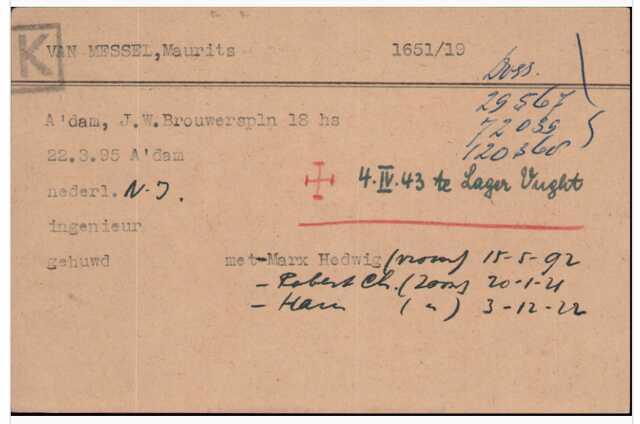 K
VAN MESSEL, Maurits 1651/19
Doss.
29567
72039
120360
A'dam, J.W.Brouwerspln 18 hs
22.3.95 A'dam
nederl. N-J.
4.IV.43 te Lager Vught
ingenieur
gehuwd met-Marx Hedwig (vrouw) 15-5-92
- Robert Ch. (zoon) 20-1-21
- Hans ( " ) 3-12-22